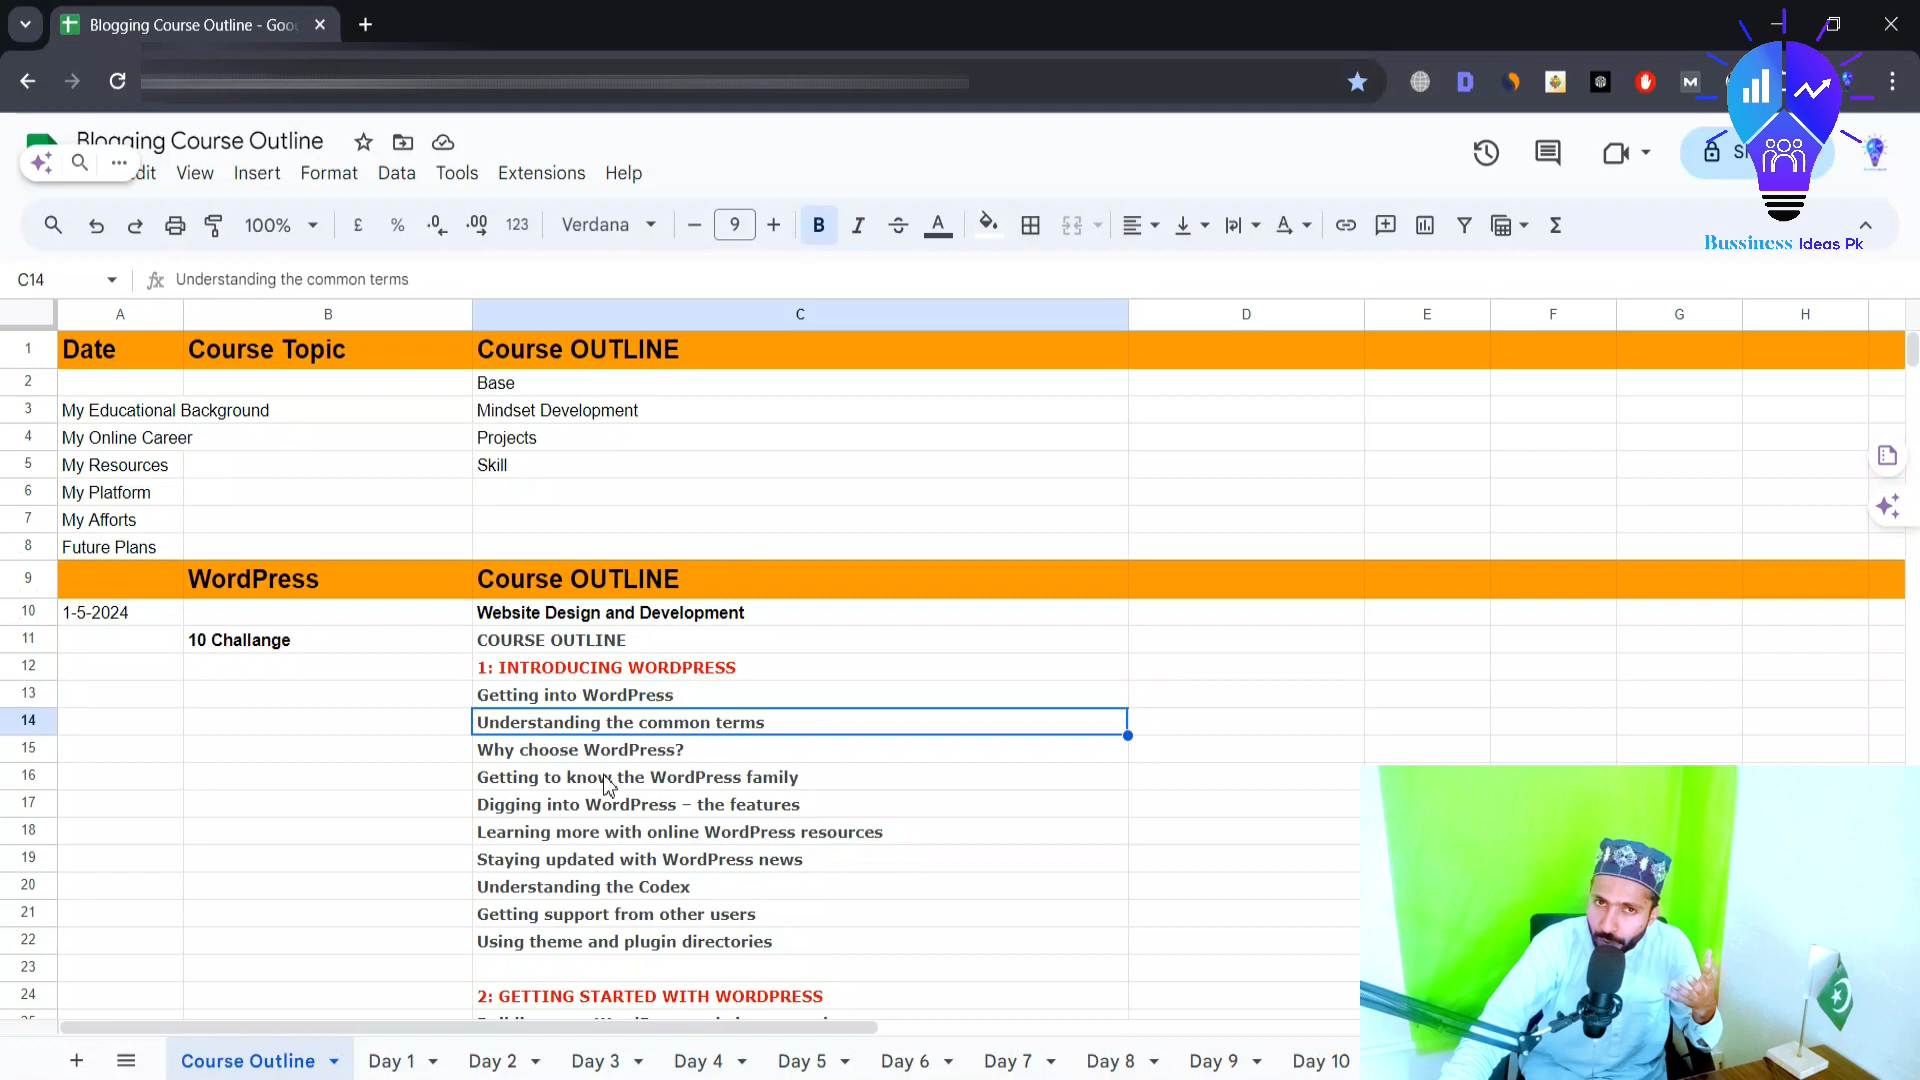 Blogging Course Outline - Goo
Blogging Course Outline
dit View Insert Format Data Tools Extensions Help
100% £ % .0 .00 123 Verdana 9 B I A
Bussiness Ideas Pk
C14 fx Understanding the common terms
A B C D E F G H
1 Date Course Topic Course OUTLINE
2 Base
3 My Educational Background Mindset Development
4 My Online Career Projects
5 My Resources Skill
6 My Platform
7 My Afforts
8 Future Plans
9 WordPress Course OUTLINE
10 1-5-2024 Website Design and Development
11 10 Challange COURSE OUTLINE
12 1: INTRODUCING WORDPRESS
13 Getting into WordPress
14 Understanding the common terms
15 Why choose WordPress?
16 Getting to know the WordPress family
17 Digging into WordPress – the features
18 Learning more with online WordPress resources
19 Staying updated with WordPress news
20 Understanding the Codex
21 Getting support from other users
22 Using theme and plugin directories
23
24 2: GETTING STARTED WITH WORDPRESS
Course Outline Day 1 Day 2 Day 3 Day 4 Day 5 Day 6 Day 7 Day 8 Day 9 Day 10